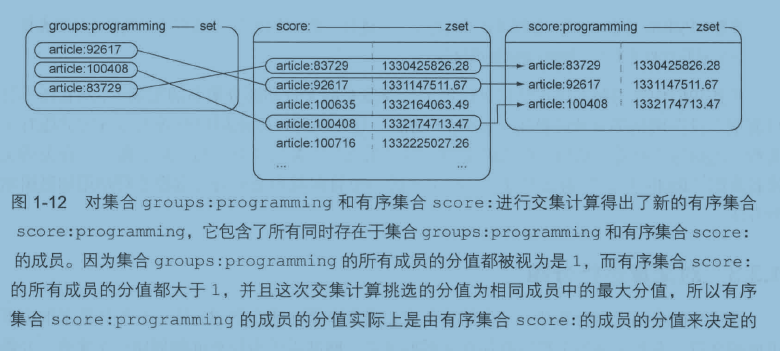 groups:programming set
article:92617
article:100408
article:83729
score: zset
article:83729 1330425826.28
article:92617 1331147511.67
article:100635 1332164063.49
article:100408 1332174713.47
article:100716 1332225027.26
... ...
score:programming zset
article:83729 1330425826.28
article:92617 1331147511.67
article:100408 1332174713.47
图 1-12 对集合 groups:programming 和有序集合 score:进行交集计算得出了新的有序集合
score:programming，它包含了所有同时存在于集合 groups:programming 和有序集合 score:
的成员。因为集合 groups:programming 的所有成员的分值都被视为是 1，而有序集合 score:
的所有成员的分值都大于 1，并且这次交集计算挑选的分值为相同成员中的最大分值，所以有序
集合 score:programming 的成员的分值实际上是由有序集合 score:的成员的分值来决定的